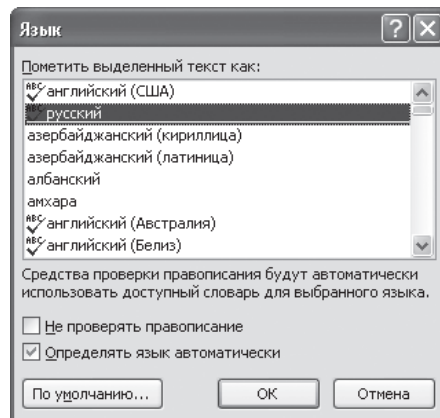 Язык
Пометить выделенный текст как:
английский (США)
русский
азербайджанский (кириллица)
азербайджанский (латиница)
албанский
амхара
английский (Австралия)
английский (Белиз)
Средства проверки правописания будут автоматически
использовать доступный словарь для выбранного языка.
Не проверять правописание
Определять язык автоматически
По умолчанию... ОК Отмена